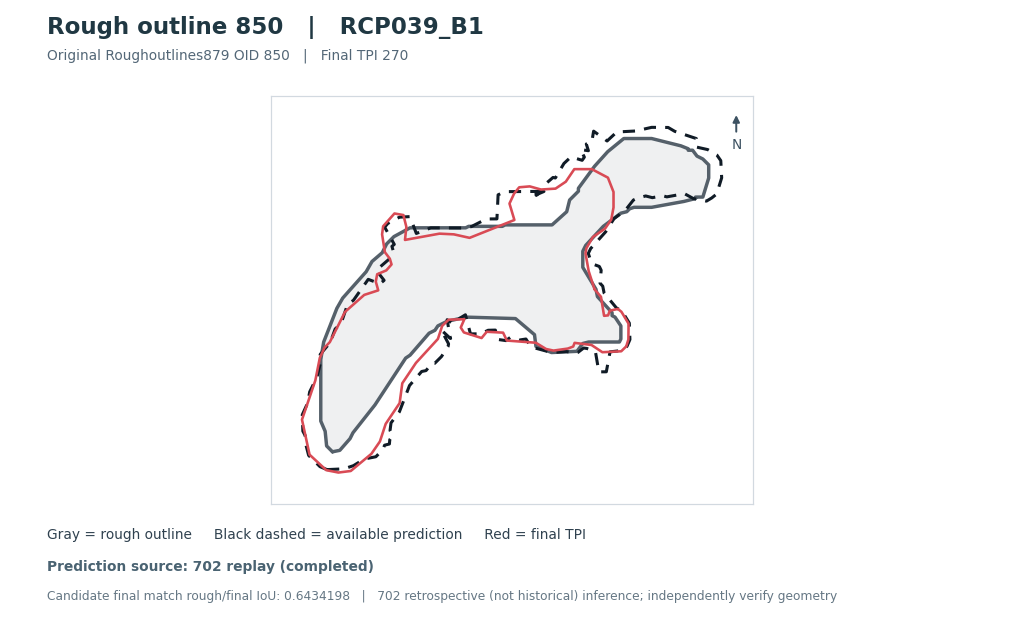 Rough outline 850   |   RCP039_B1
Original Roughoutlines879 OID 850   |   Final TPI 270
N
Gray = rough outline     Black dashed = available prediction     Red = final TPI
Prediction source: 702 replay (completed)
Candidate final match rough/final IoU: 0.6434198   |   702 retrospective (not historical) inference; independently verify geometry